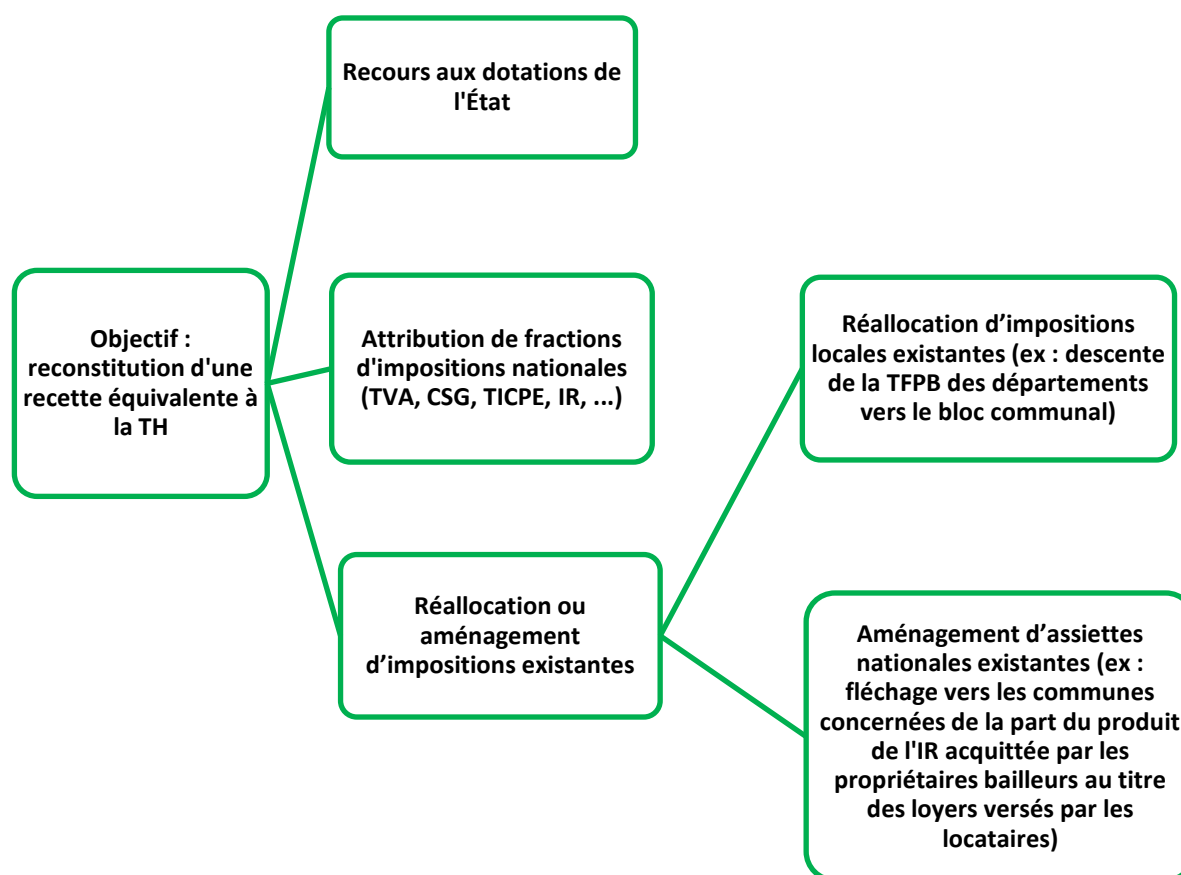 Recours aux dotations de
l'État
Objectif :
reconstitution d'une
recette équivalente à
la TH
Attribution de fractions
d'impositions nationales
(TVA, CSG, TICPE, IR, ...)
Réallocation d’impositions
locales existantes (ex : descente
de la TFPB des départements
vers le bloc communal)
Réallocation ou
aménagement
d’impositions existantes
Aménagement d’assiettes
nationales existantes (ex :
fléchage vers les communes
concernées de la part du produit
de l'IR acquittée par les
propriétaires bailleurs au titre
des loyers versés par les
locataires)